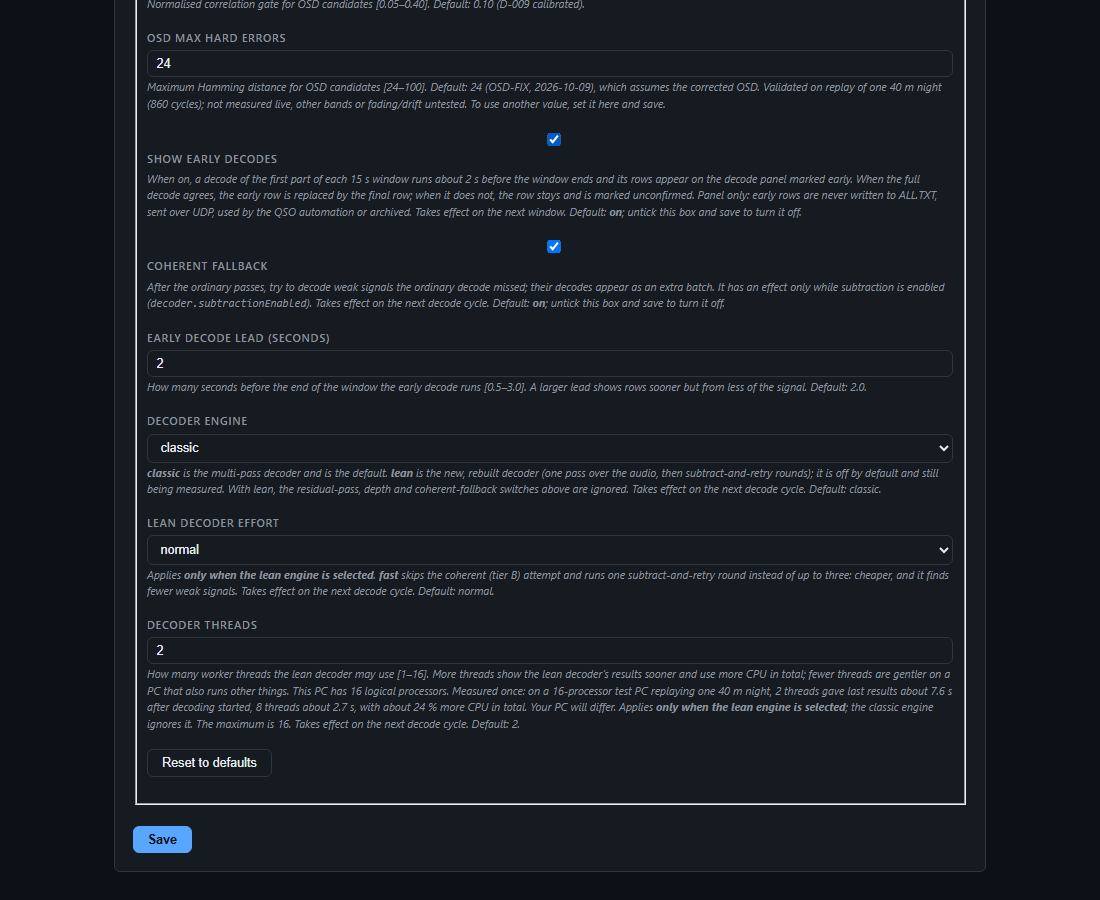 Normalised correlation gate for OSD candidates [0.05–0.40]. Default: 0.10 (D-009 calibrated).
OSD MAX HARD ERRORS
24
Maximum Hamming distance for OSD candidates [24–100]. Default: 24 (OSD-FIX, 2026-10-09), which assumes the corrected OSD. Validated on replay of one 40 m night
(860 cycles); not measured live, other bands or fading/drift untested. To use another value, set it here and save.
SHOW EARLY DECODES
When on, a decode of the first part of each 15 s window runs about 2 s before the window ends and its rows appear on the decode panel marked early. When the full
decode agrees, the early row is replaced by the final row; when it does not, the row stays and is marked unconfirmed. Panel only: early rows are never written to ALL.TXT,
sent over UDP, used by the QSO automation or archived. Takes effect on the next window. Default: on; untick this box and save to turn it off.
COHERENT FALLBACK
After the ordinary passes, try to decode weak signals the ordinary decode missed; their decodes appear as an extra batch. It has an effect only while subtraction is enabled
(decoder.subtractionEnabled). Takes effect on the next decode cycle. Default: on; untick this box and save to turn it off.
EARLY DECODE LEAD (SECONDS)
2
How many seconds before the end of the window the early decode runs [0.5–3.0]. A larger lead shows rows sooner but from less of the signal. Default: 2.0.
DECODER ENGINE
classic
classic is the multi-pass decoder and is the default. lean is the new, rebuilt decoder (one pass over the audio, then subtract-and-retry rounds); it is off by default and still
being measured. With lean, the residual-pass, depth and coherent-fallback switches above are ignored. Takes effect on the next decode cycle. Default: classic.
LEAN DECODER EFFORT
normal
Applies only when the lean engine is selected. fast skips the coherent (tier B) attempt and runs one subtract-and-retry round instead of up to three: cheaper, and it finds
fewer weak signals. Takes effect on the next decode cycle. Default: normal.
DECODER THREADS
2
How many worker threads the lean decoder may use [1–16]. More threads show the lean decoder's results sooner and use more CPU in total; fewer threads are gentler on a
PC that also runs other things. This PC has 16 logical processors. Measured once: on a 16-processor test PC replaying one 40 m night, 2 threads gave last results about 7.6 s
after decoding started, 8 threads about 2.7 s, with about 24 % more CPU in total. Your PC will differ. Applies only when the lean engine is selected; the classic engine
ignores it. The maximum is 16. Takes effect on the next decode cycle. Default: 2.
Reset to defaults
Save